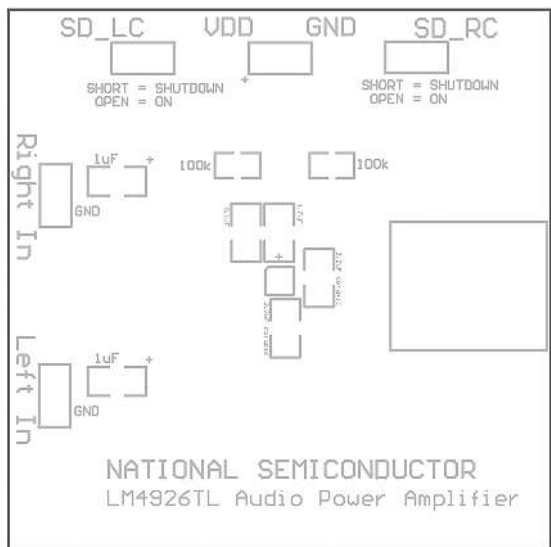 SD_LC VDD GND SD_RC
+
SHORT = SHUTDOWN
OPEN = ON
SHORT = SHUTDOWN
OPEN = ON
Right In
1uF +
GND
100k
100k
+
Left In
1uF +
GND
NATIONAL SEMICONDUCTOR
LM4926TL Audio Power Amplifier